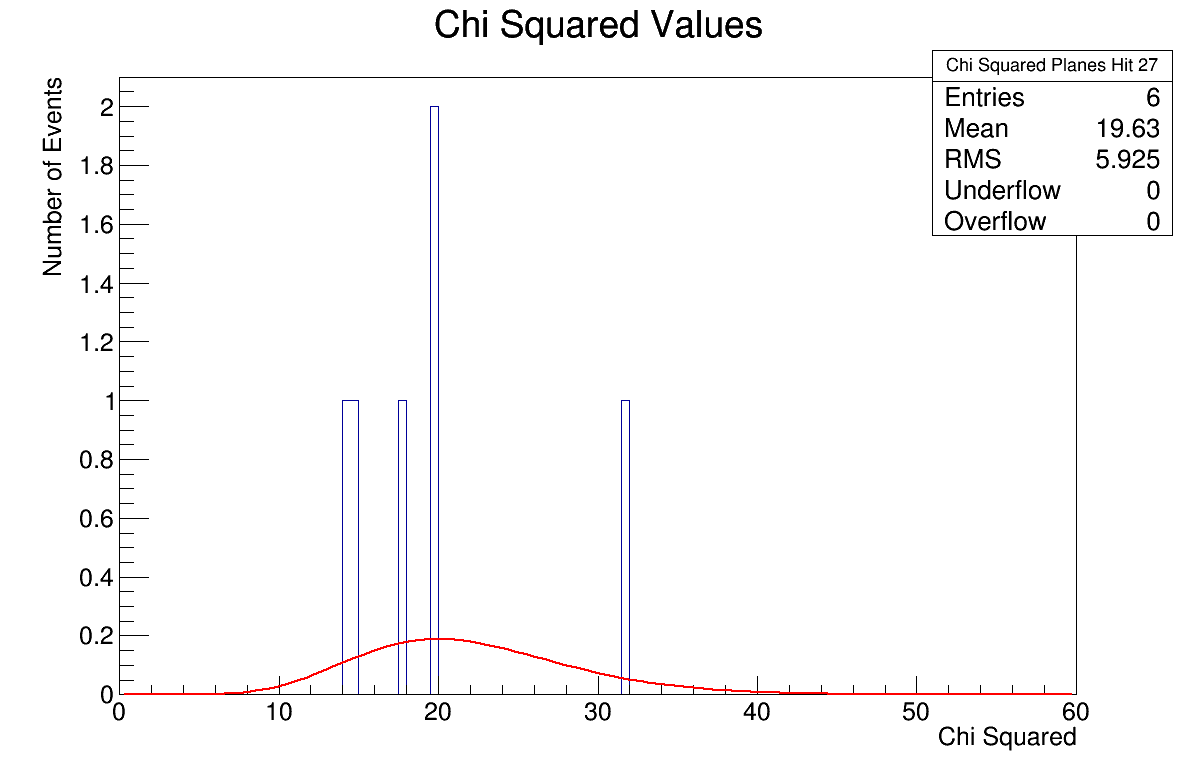 Chi Squared Values
Chi Squared Planes Hit 27
Entries 6
Mean 19.63
RMS 5.925
Underflow 0
Overflow 0
Number of Events
2
1.8
1.6
1.4
1.2
1
0.8
0.6
0.4
0.2
0
0 10 20 30 40 50 60
Chi Squared